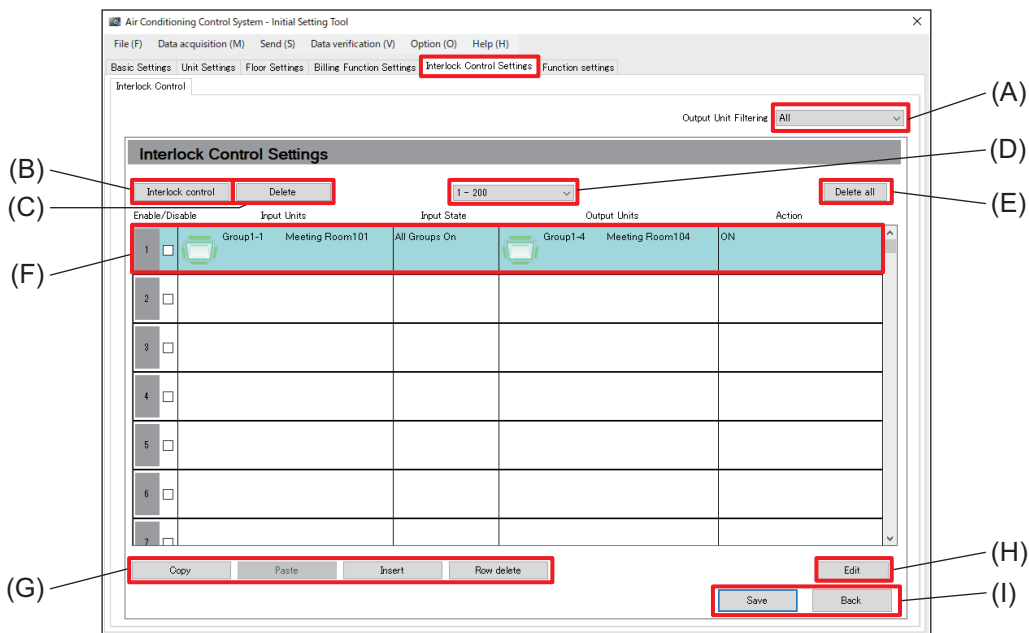 Air Conditioning Control System - Initial Setting Tool
File (F) Data acquisition (M) Send (S) Data verification (V) Option (O) Help (H)
Basic Settings Unit Settings Floor Settings Billing Function Settings Interlock Control Settings Function settings
Interlock Control
(A)
Output Unit Filtering All
Interlock Control Settings
(D)
(B)
Interlock control Delete 1 - 200 Delete all
(C)
(E)
Enable/Disable Input Units Input State Output Units Action
1 Group1-1 Meeting Room101 All Groups On Group1-4 Meeting Room104 ON
(F)
2
3
4
5
6
7
(H)
Copy Paste Insert Row delete Edit
(G)
Save Back
(I)